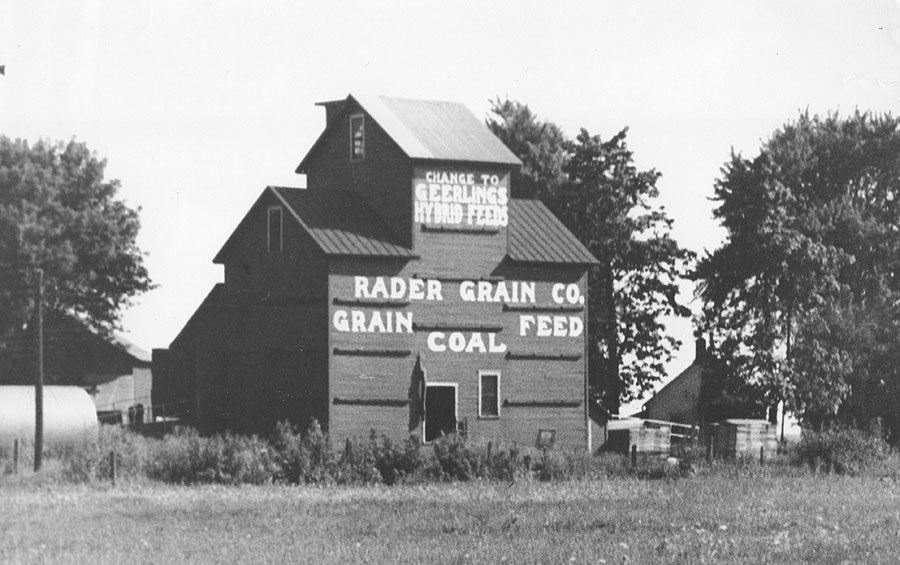 CHANGE TO
GEERLINGS
HYBRID FEEDS
RADER GRAIN CO.
GRAIN FEED
COAL